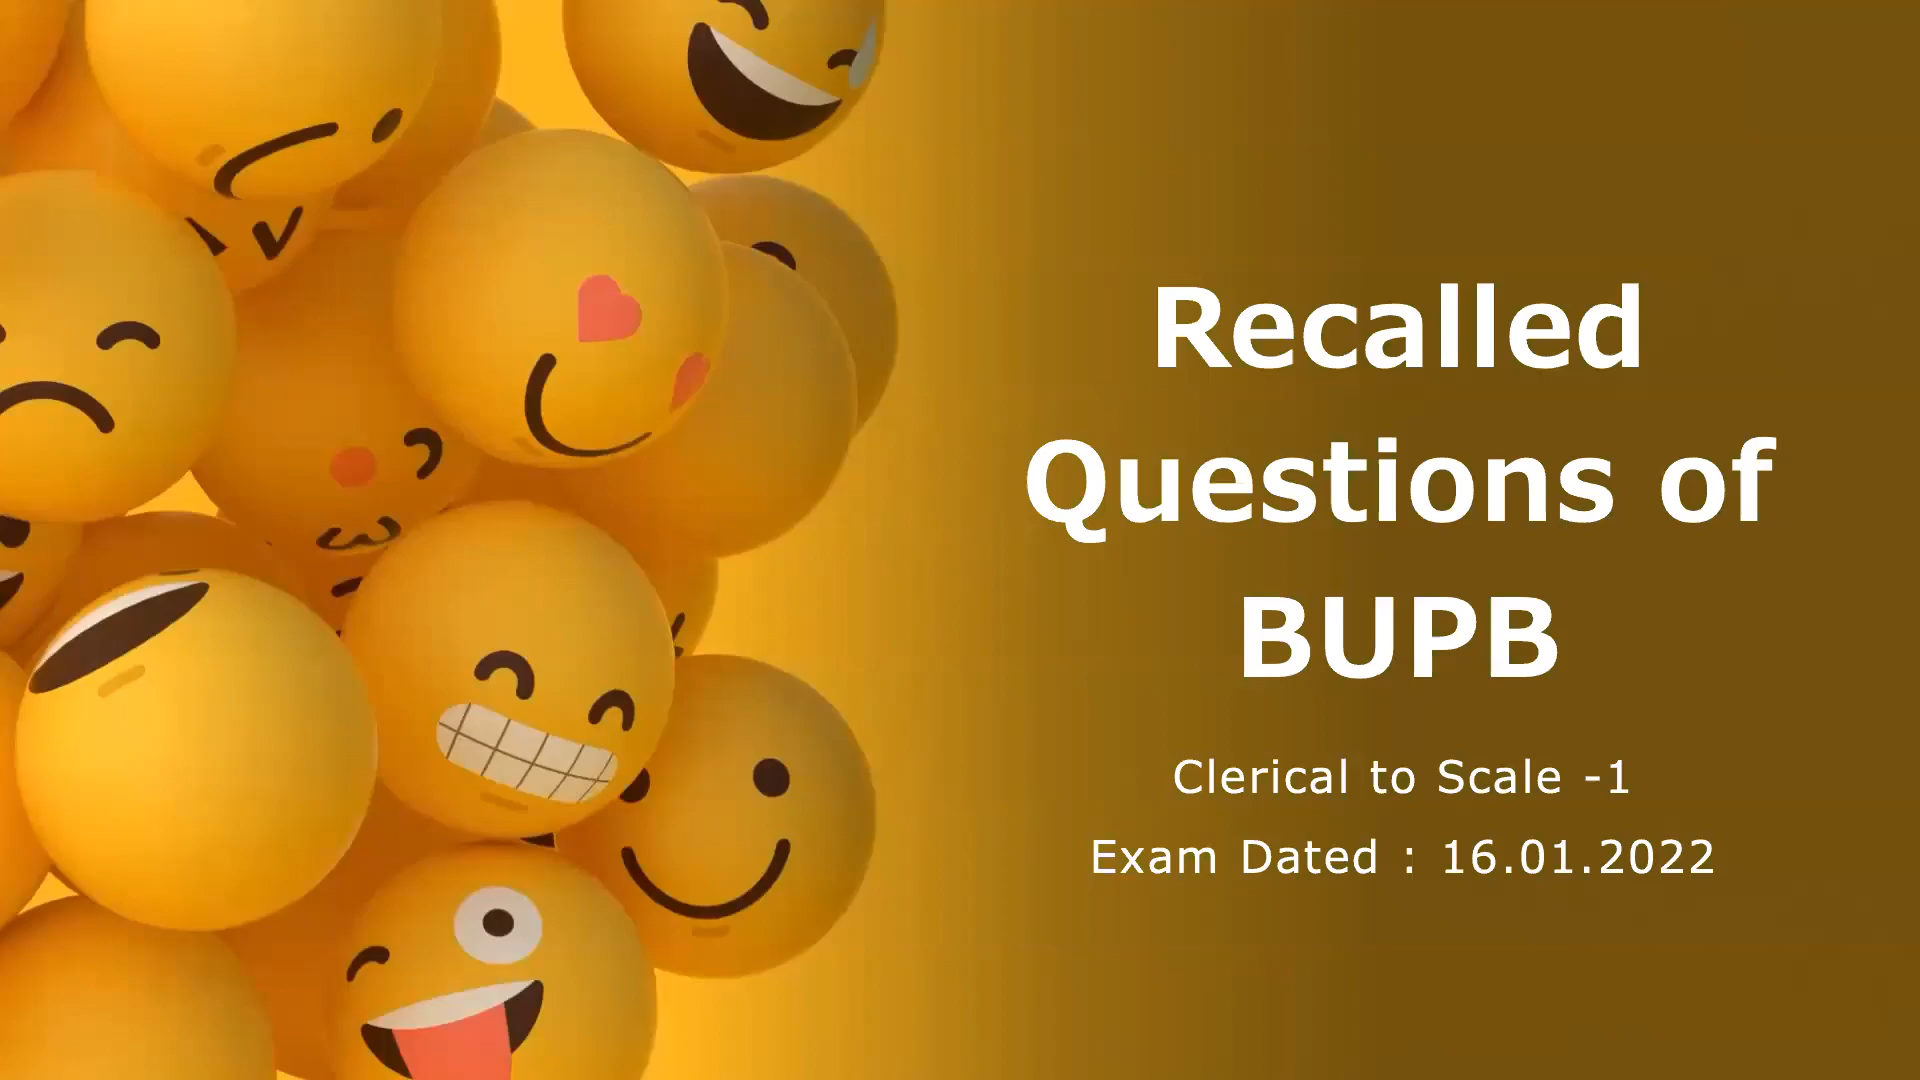 Recalled
Questions of
BUPB
Clerical to Scale -1
Exam Dated : 16.01.2022